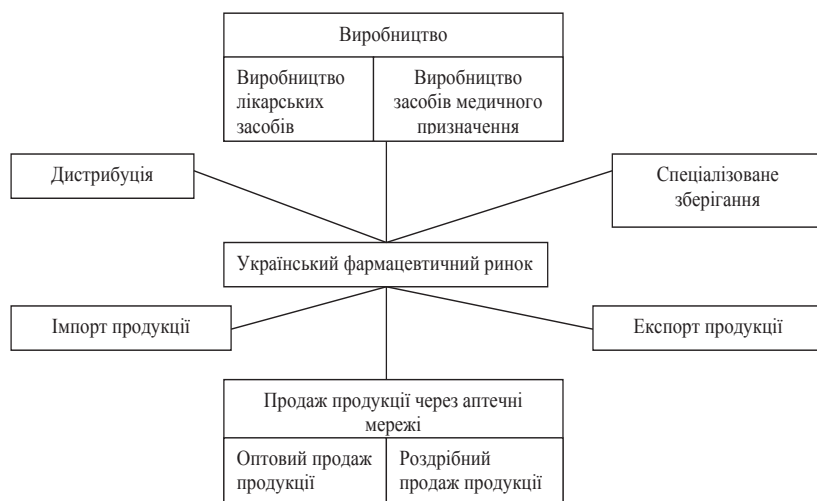 Виробництво
Виробництво
лікарських
засобів
Виробництво
засобів медичного
призначення
Дистрибуція
Спеціалізоване
зберігання
Український фармацевтичний ринок
Імпорт продукції
Експорт продукції
Продаж продукції через аптечні
мережі
Оптовий продаж
продукції
Роздрібний
продаж продукції